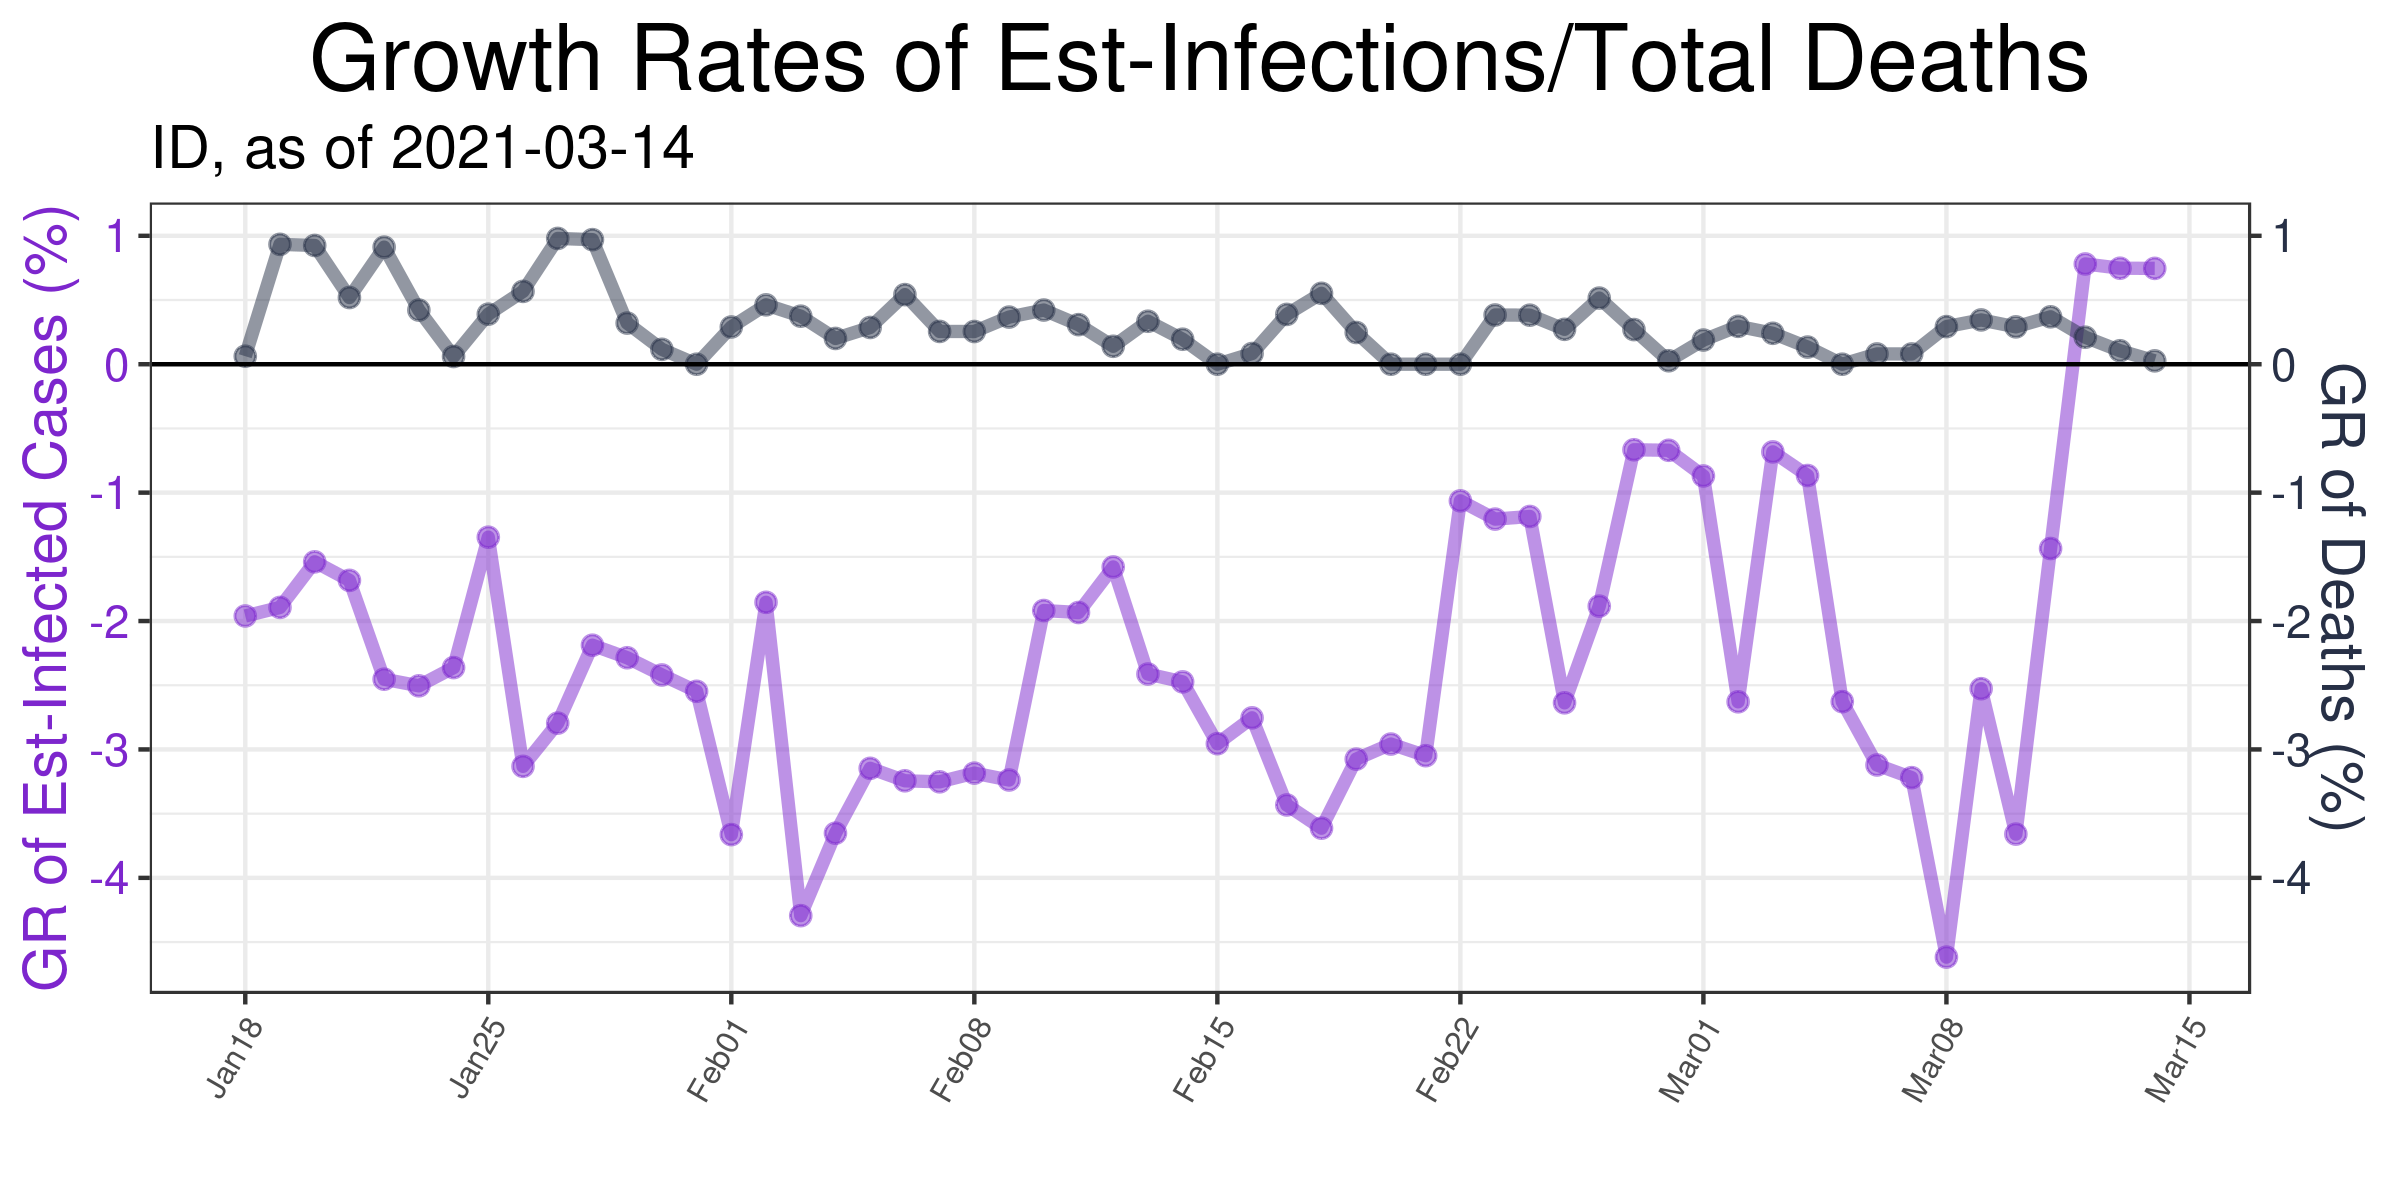 Growth Rates of Est-Infections/Total Deaths
ID, as of 2021-03-14
GR of Est-Infected Cases (%)
1
0
-1
-2
-3
-4
1
0
-1
-2
-3
-4
GR of Deaths (%)
Jan18
Jan25
Feb01
Feb08
Feb15
Feb22
Mar01
Mar08
Mar15